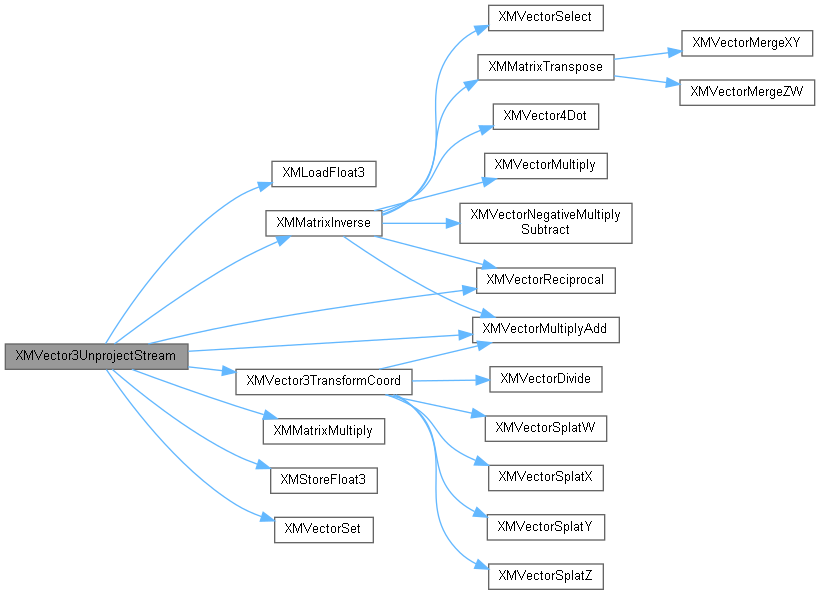 XMVectorSelect
XMVectorMergeXY
XMMatrixTranspose
XMVectorMergeZW
XMVector4Dot
XMVectorMultiply
XMLoadFloat3
XMMatrixInverse
XMVectorNegativeMultiply
Subtract
XMVectorReciprocal
XMVectorMultiplyAdd
XMVector3UnprojectStream
XMVector3TransformCoord
XMVectorDivide
XMVectorSplatW
XMMatrixMultiply
XMVectorSplatX
XMStoreFloat3
XMVectorSplatY
XMVectorSet
XMVectorSplatZ